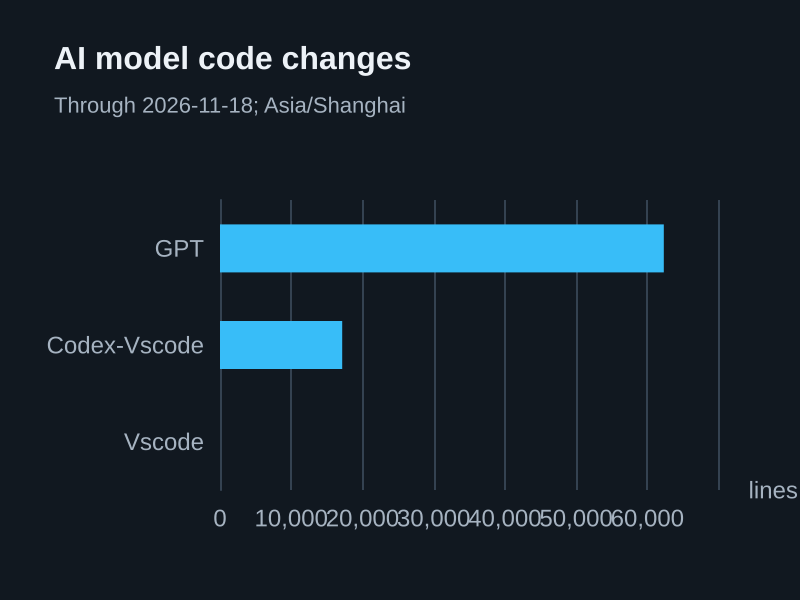 AI model code changes
Through 2026-11-18; Asia/Shanghai
GPT
Codex-Vscode
Vscode
lines
0 10,000 20,000 30,000 40,000 50,000 60,000